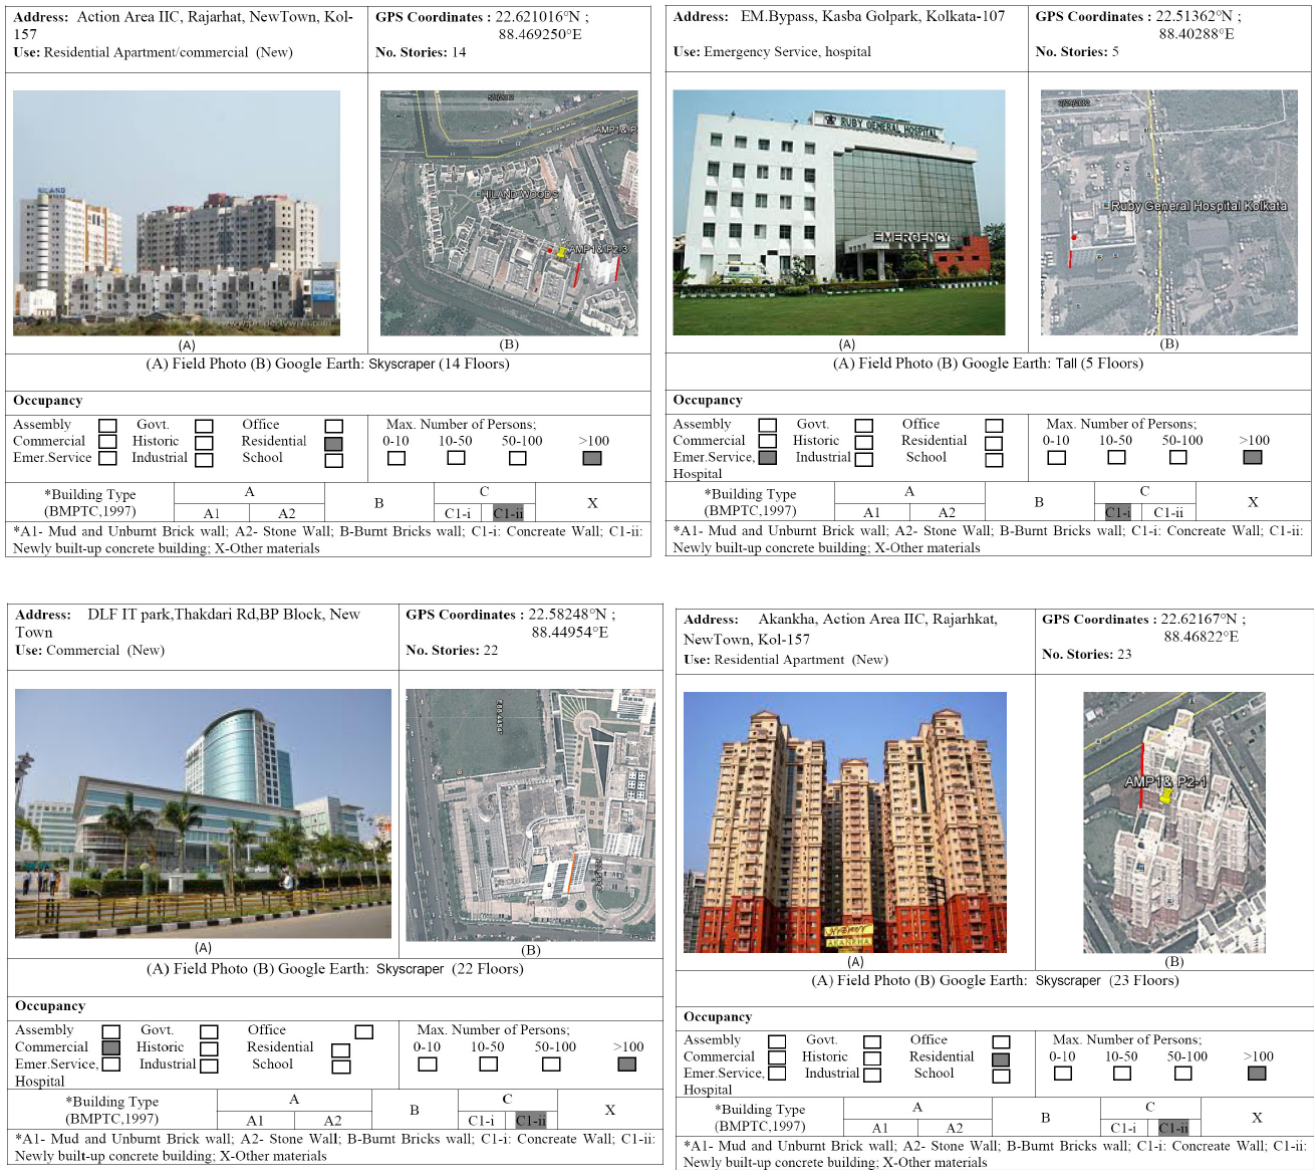 Address: Action Area IIC, Rajarhat, NewTown, Kol-
157
Use: Residential Apartment/commercial (New)
GPS Coordinates : 22.621016°N ;
88.469250°E
No. Stories: 14
HILAND
www.propertywala.com
HILAND WOODS
AMP1 & P
AMP1 & P2-3
(A)
(B)
(A) Field Photo (B) Google Earth: Skyscraper (14 Floors)
Occupancy
Assembly Govt. Office Max. Number of Persons;
Commercial Historic Residential 0-10 10-50 50-100 >100
Emer.Service Industrial School
*Building Type A B C X
(BMPTC,1997) A1 A2 C1-i C1-ii
*A1- Mud and Unburnt Brick wall; A2- Stone Wall; B-Burnt Bricks wall; C1-i: Concreate Wall; C1-ii:
Newly built-up concrete building; X-Other materials
Address: EM.Bypass, Kasba Golpark, Kolkata-107
Use: Emergency Service, hospital
GPS Coordinates : 22.51362°N ;
88.40288°E
No. Stories: 5
RUBY GENERAL HOSPITAL
EMERGENCY
Ruby General Hospital Kolkata
(A)
(B)
(A) Field Photo (B) Google Earth: Tall (5 Floors)
Occupancy
Assembly Govt. Office Max. Number of Persons;
Commercial Historic Residential 0-10 10-50 50-100 >100
Emer.Service, Industrial School
Hospital
*Building Type A B C X
(BMPTC,1997) A1 A2 C1-i C1-ii
*A1- Mud and Unburnt Brick wall; A2- Stone Wall; B-Burnt Bricks wall; C1-i: Concreate Wall; C1-ii:
Newly built-up concrete building; X-Other materials
Address: DLF IT park,Thakdari Rd,BP Block, New
Town
Use: Commercial (New)
GPS Coordinates : 22.58248°N ;
88.44954°E
No. Stories: 22
(A)
(B)
(A) Field Photo (B) Google Earth: Skyscraper (22 Floors)
Occupancy
Assembly Govt. Office Max. Number of Persons;
Commercial Historic Residential 0-10 10-50 50-100 >100
Emer.Service, Industrial School
Hospital
*Building Type A B C X
(BMPTC,1997) A1 A2 C1-i C1-ii
*A1- Mud and Unburnt Brick wall; A2- Stone Wall; B-Burnt Bricks wall; C1-i: Concreate Wall; C1-ii:
Newly built-up concrete building; X-Other materials
Address: Akankha, Action Area IIC, Rajarhkat,
NewTown, Kol-157
Use: Residential Apartment (New)
GPS Coordinates : 22.62167°N ;
88.46822°E
No. Stories: 23
AKANKHA
AMP1 & P2-1
(A)
(B)
(A) Field Photo (B) Google Earth: Skyscraper (23 Floors)
Occupancy
Assembly Govt. Office Max. Number of Persons;
Commercial Historic Residential 0-10 10-50 50-100 >100
Emer.Service, Industrial School
Hospital
*Building Type A B C X
(BMPTC,1997) A1 A2 C1-i C1-ii
*A1- Mud and Unburnt Brick wall; A2- Stone Wall; B-Burnt Bricks wall; C1-i: Concreate Wall; C1-ii:
Newly built-up concrete building; X-Other materials